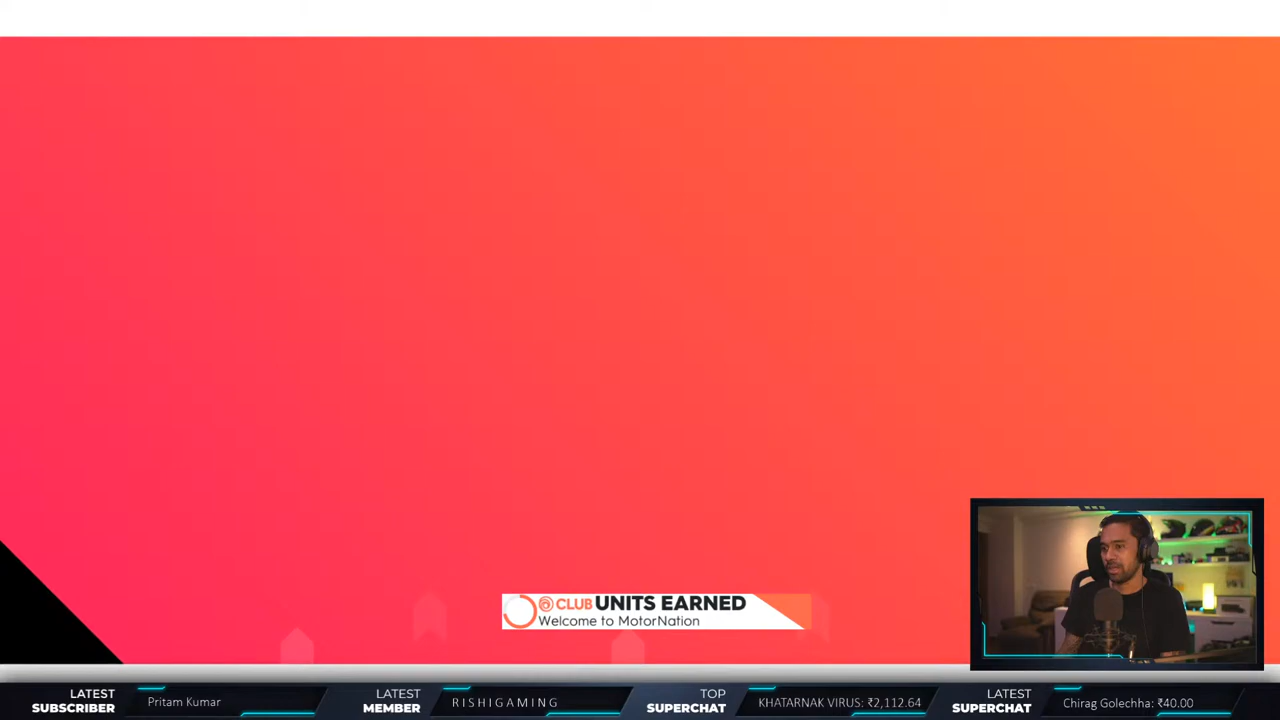 @ CLUB UNITS EARNED
Welcome to MotorNation
LATEST SUBSCRIBER
Pritam Kumar
LATEST MEMBER
RISHIGAMING
TOP SUPERCHAT
KHATARNAK VIRUS: ₹2,112.64
LATEST SUPERCHAT
Chirag Golechha: ₹40.00